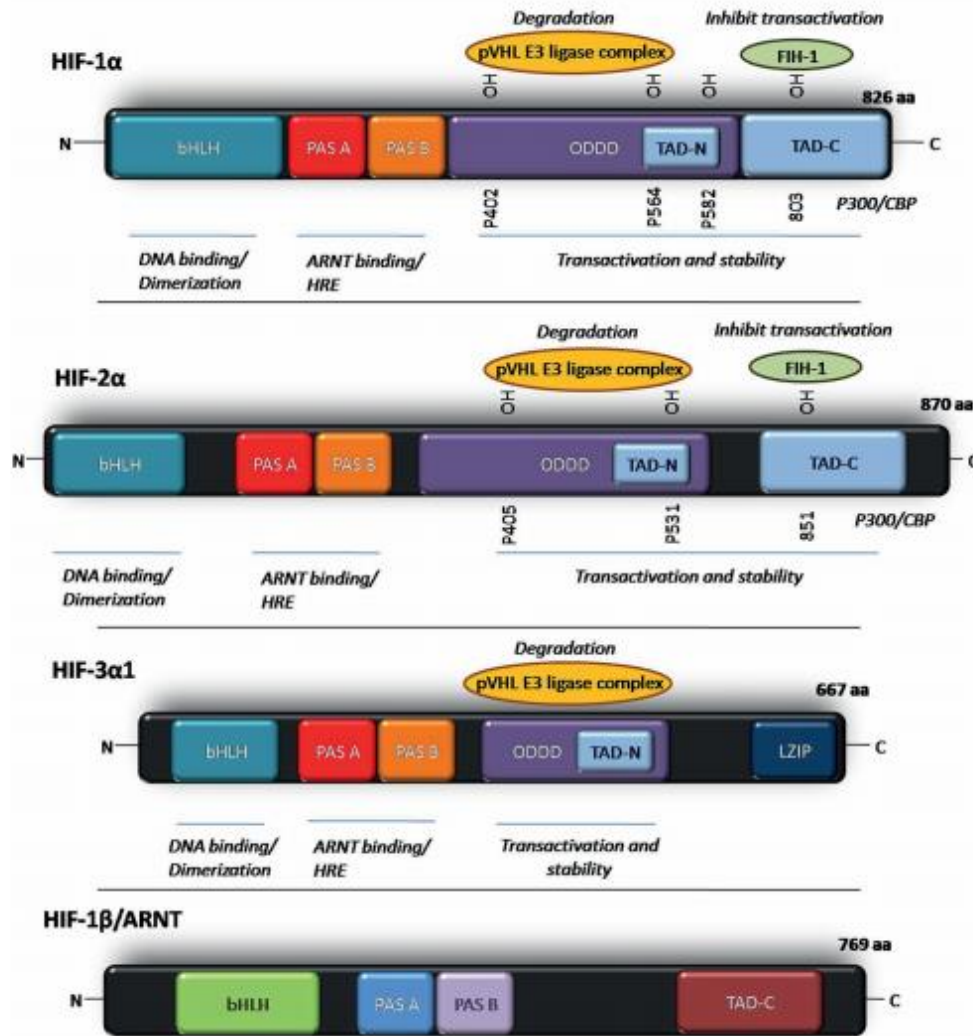 Degradation
Inhibit transactivation
pVHL E3 ligase complex
FIH-1
HIF-1α
OH
OH
OH
OH
826 aa
N
bHLH
PAS A
PAS B
ODDD
TAD-N
TAD-C
C
P402
P564
P582
803
P300/CBP
DNA binding/
Dimerization
ARNT binding/
HRE
Transactivation and stability
Degradation
Inhibit transactivation
pVHL E3 ligase complex
FIH-1
HIF-2α
OH
OH
OH
870 aa
N
bHLH
PAS A
PAS B
ODDD
TAD-N
TAD-C
C
P405
P531
851
P300/CBP
DNA binding/
Dimerization
ARNT binding/
HRE
Transactivation and stability
Degradation
HIF-3α1
pVHL E3 ligase complex
667 aa
N
bHLH
PAS A
PAS B
ODDD
TAD-N
LZIP
C
DNA binding/
Dimerization
ARNT binding/
HRE
Transactivation and
stability
HIF-1β/ARNT
769 aa
N
bHLH
PAS A
PAS B
TAD-C
C